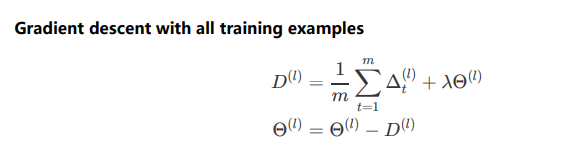 Gradient descent with all training examples
D^{(l)} = \frac{1}{m} \sum_{t=1}^{m} \Delta_t^{(l)} + \lambda\Theta^{(l)}
\Theta^{(l)} = \Theta^{(l)} - D^{(l)}